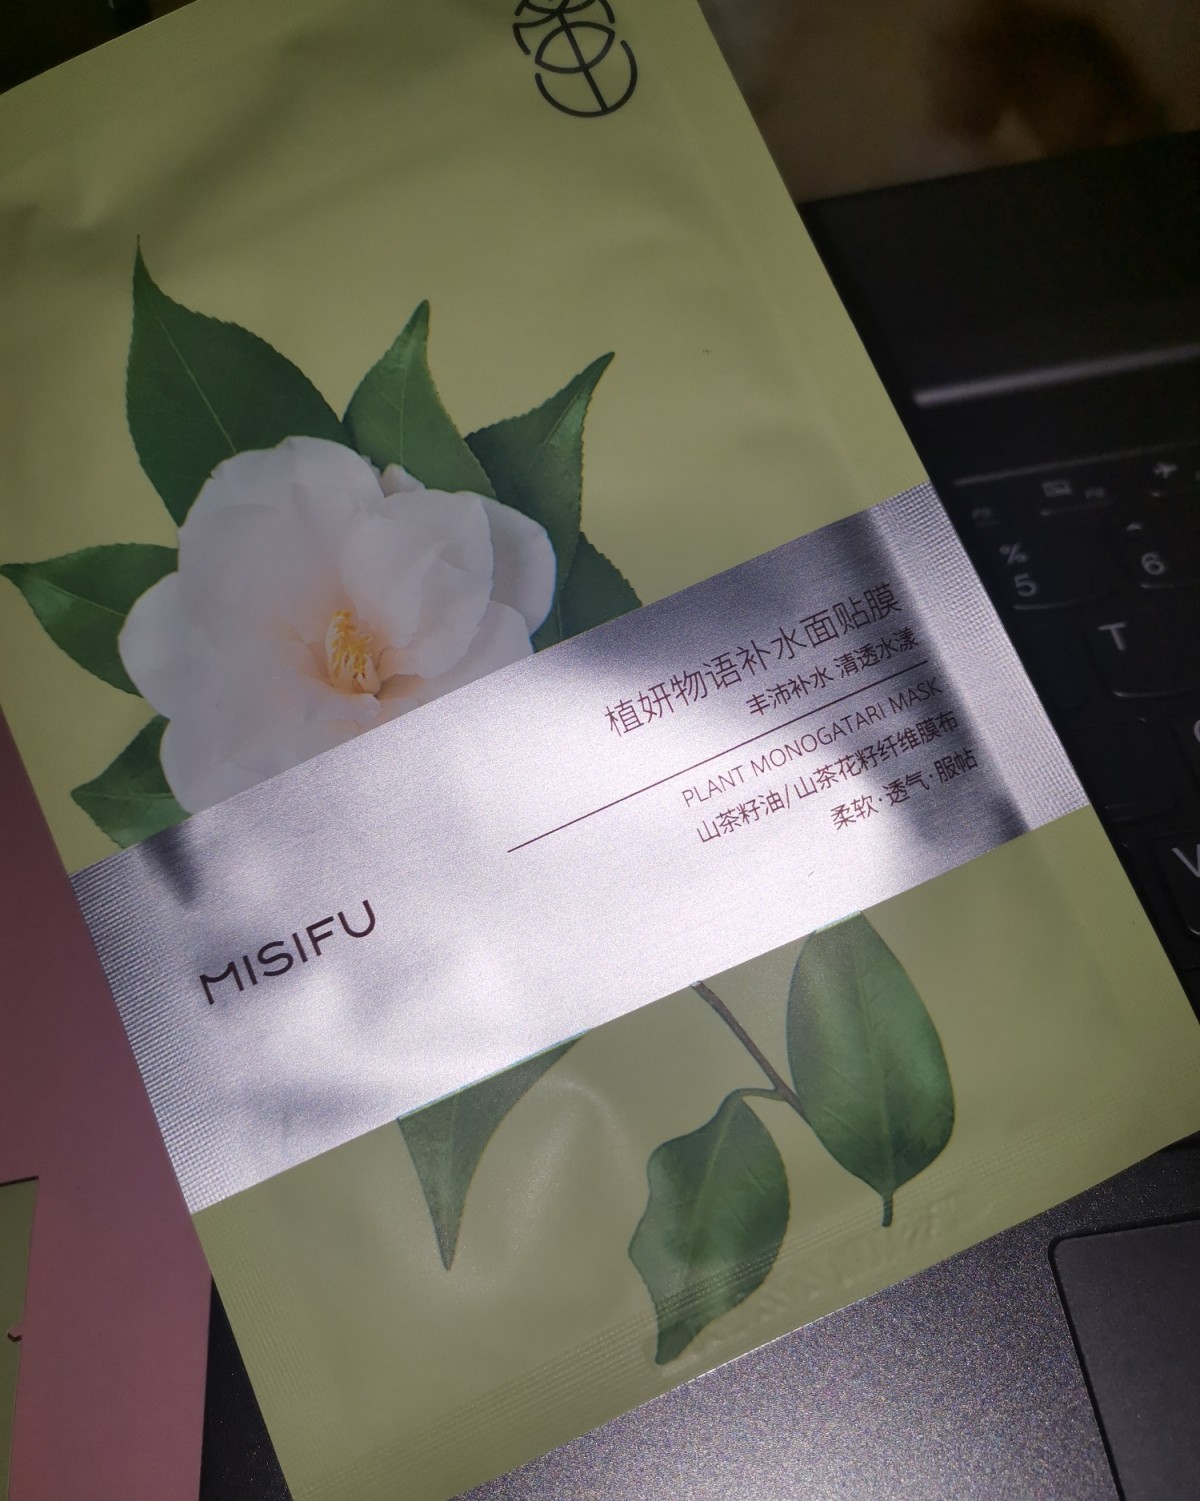 植妍物语补水面贴膜
丰沛补水 清透水漾
PLANT MONOGATARI MASK
山茶籽油/山茶花籽纤维膜布
柔软·透气·服帖
MISIFU
%
5
^
6
T